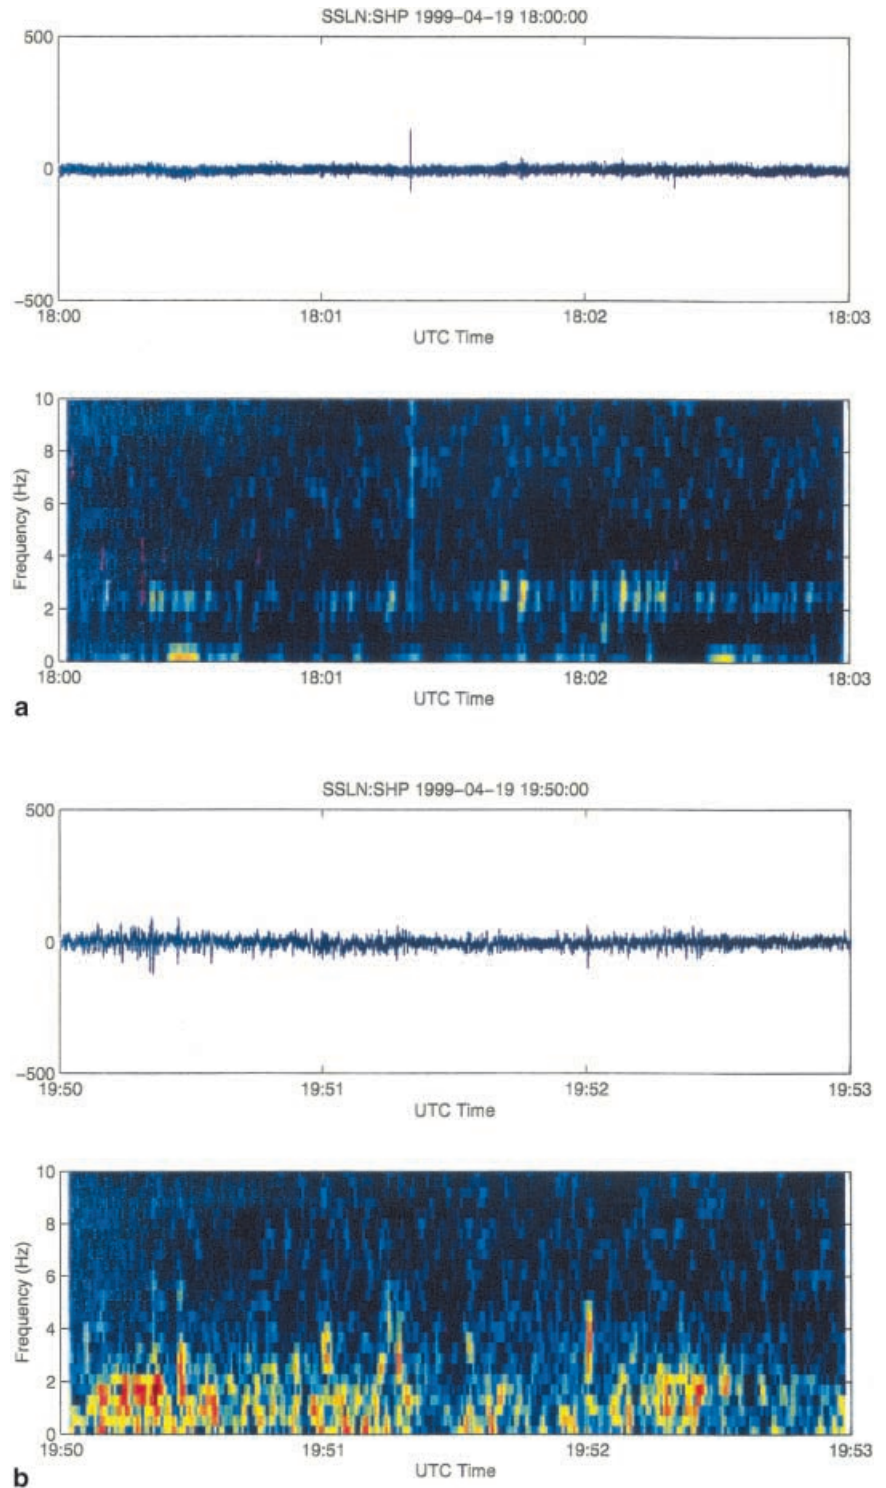 SSLN:SHP 1999–04–19 18:00:00
500
0
–500
18:00 18:01 18:02 18:03
UTC Time
10
8
6
4
2
0
Frequency (Hz)
18:00 18:01 18:02 18:03
UTC Time
a
SSLN:SHP 1999–04–19 19:50:00
500
0
–500
19:50 19:51 19:52 19:53
UTC Time
10
8
6
4
2
0
Frequency (Hz)
19:50 19:51 19:52 19:53
UTC Time
b